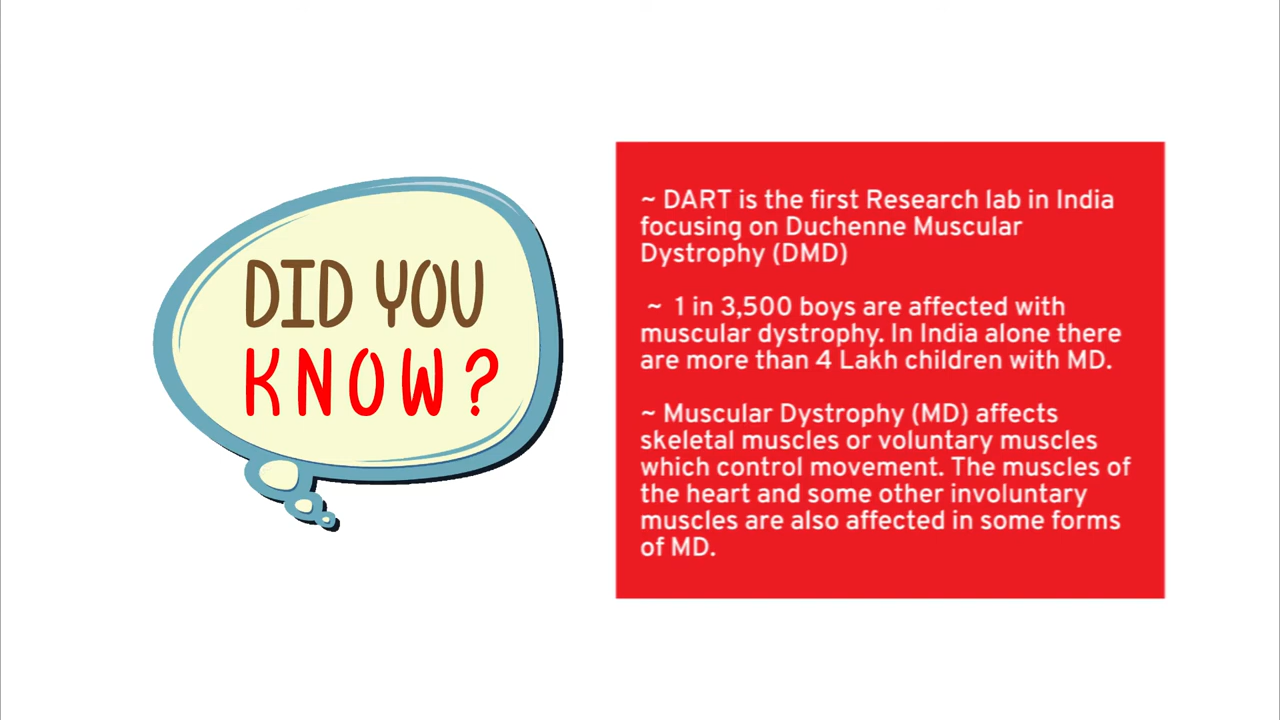 DID YOU
KNOW?
~ DART is the first Research lab in India
focusing on Duchenne Muscular
Dystrophy (DMD)
~ 1 in 3,500 boys are affected with
muscular dystrophy. In India alone there
are more than 4 Lakh children with MD.
~ Muscular Dystrophy (MD) affects
skeletal muscles or voluntary muscles
which control movement. The muscles of
the heart and some other involuntary
muscles are also affected in some forms
of MD.